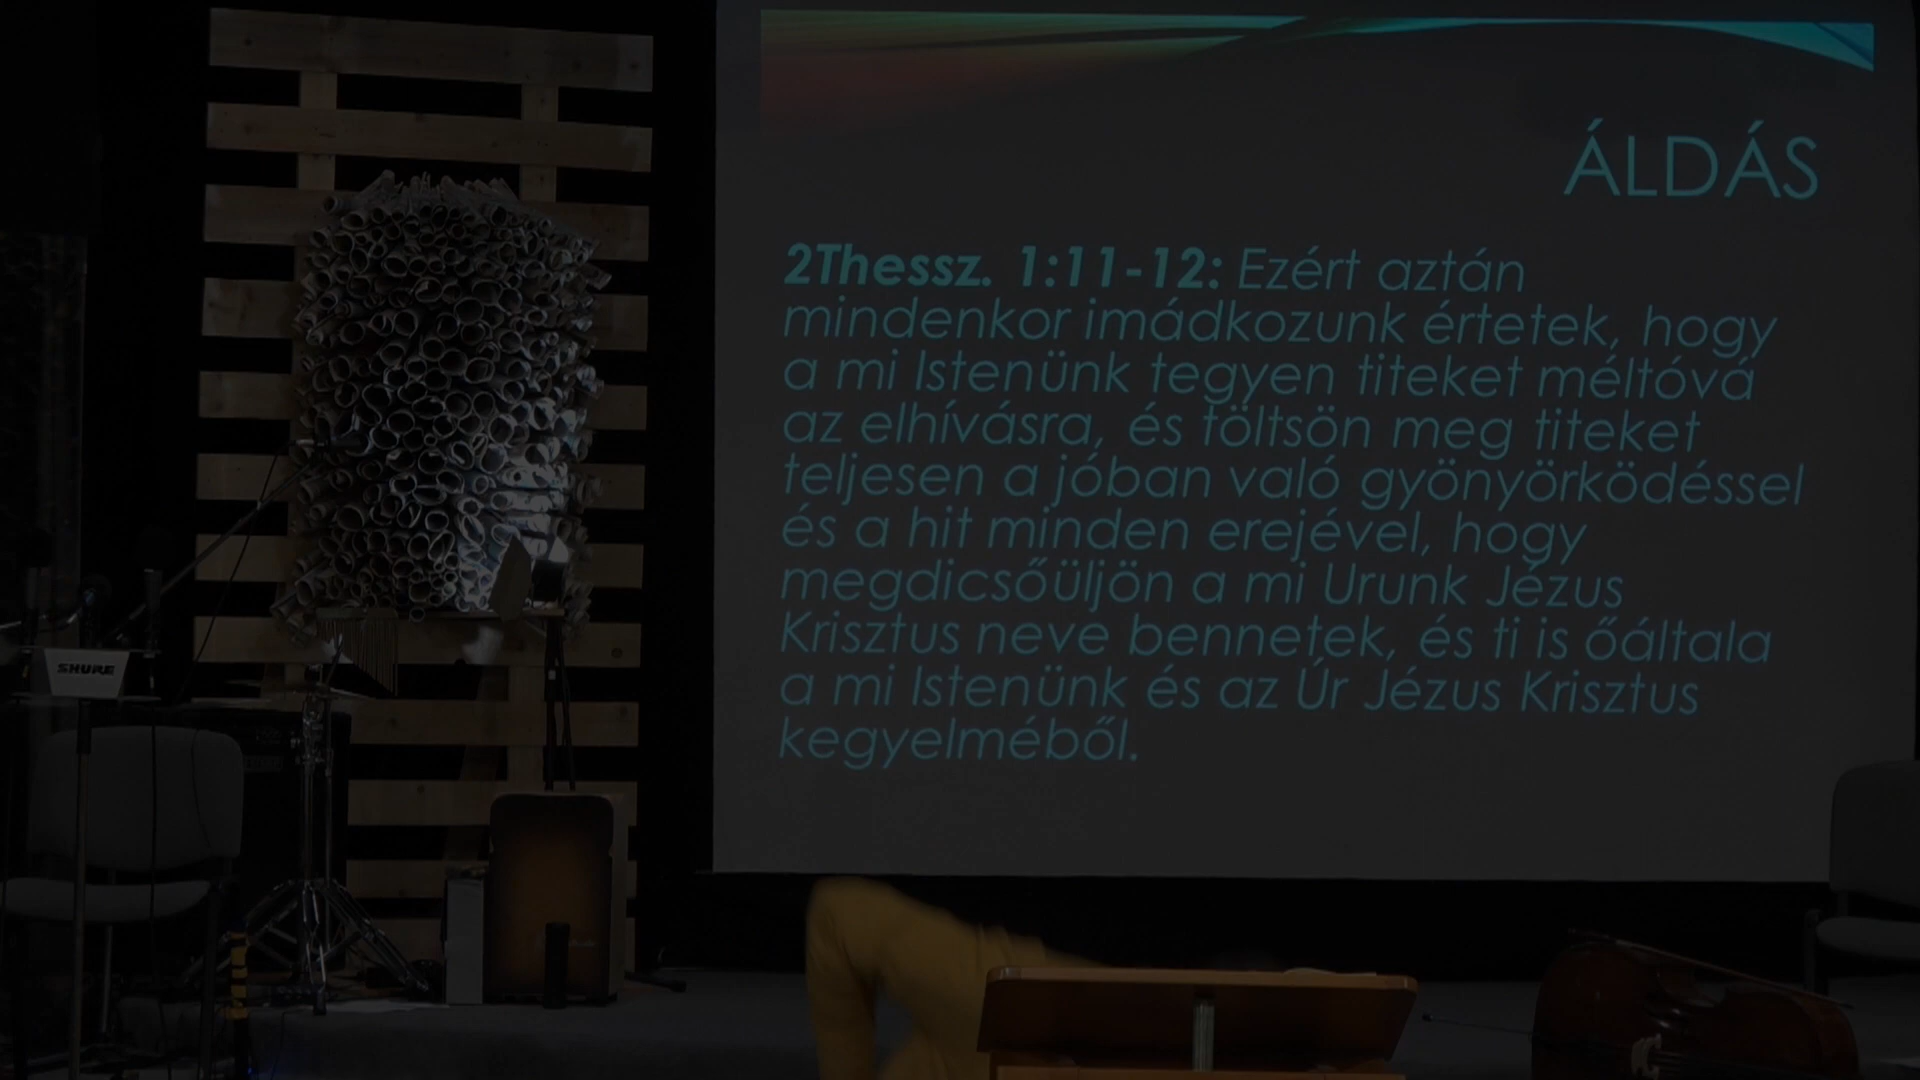 ÁLDÁS
2Thessz. 1:11-12: Ezért aztán
mindenkor imádkozunk értetek, hogy
a mi Istenünk tegyen titeket méltóvá
az elhívásra, és töltsön meg titeket
teljesen a jóban való gyönyörködéssel
és a hit minden erejével, hogy
megdicsőüljön a mi Urunk Jézus
Krisztus neve bennetek, és ti is őáltala
a mi Istenünk és az Úr Jézus Krisztus
kegyelméből.
SHURE